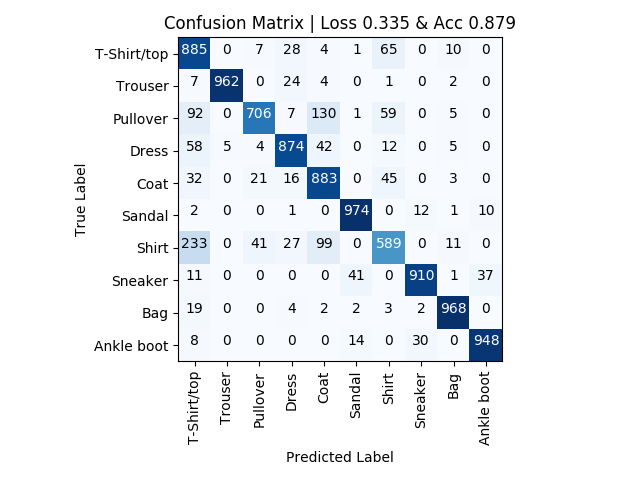 Confusion Matrix | Loss 0.335 & Acc 0.879
True Label
T-Shirt/top 885 0 7 28 4 1 65 0 10 0
Trouser 7 962 0 24 4 0 1 0 2 0
Pullover 92 0 706 7 130 1 59 0 5 0
Dress 58 5 4 874 42 0 12 0 5 0
Coat 32 0 21 16 883 0 45 0 3 0
Sandal 2 0 0 1 0 974 0 12 1 10
Shirt 233 0 41 27 99 0 589 0 11 0
Sneaker 11 0 0 0 0 41 0 910 1 37
Bag 19 0 0 4 2 2 3 2 968 0
Ankle boot 8 0 0 0 0 14 0 30 0 948
T-Shirt/top Trouser Pullover Dress Coat Sandal Shirt Sneaker Bag Ankle boot
Predicted Label